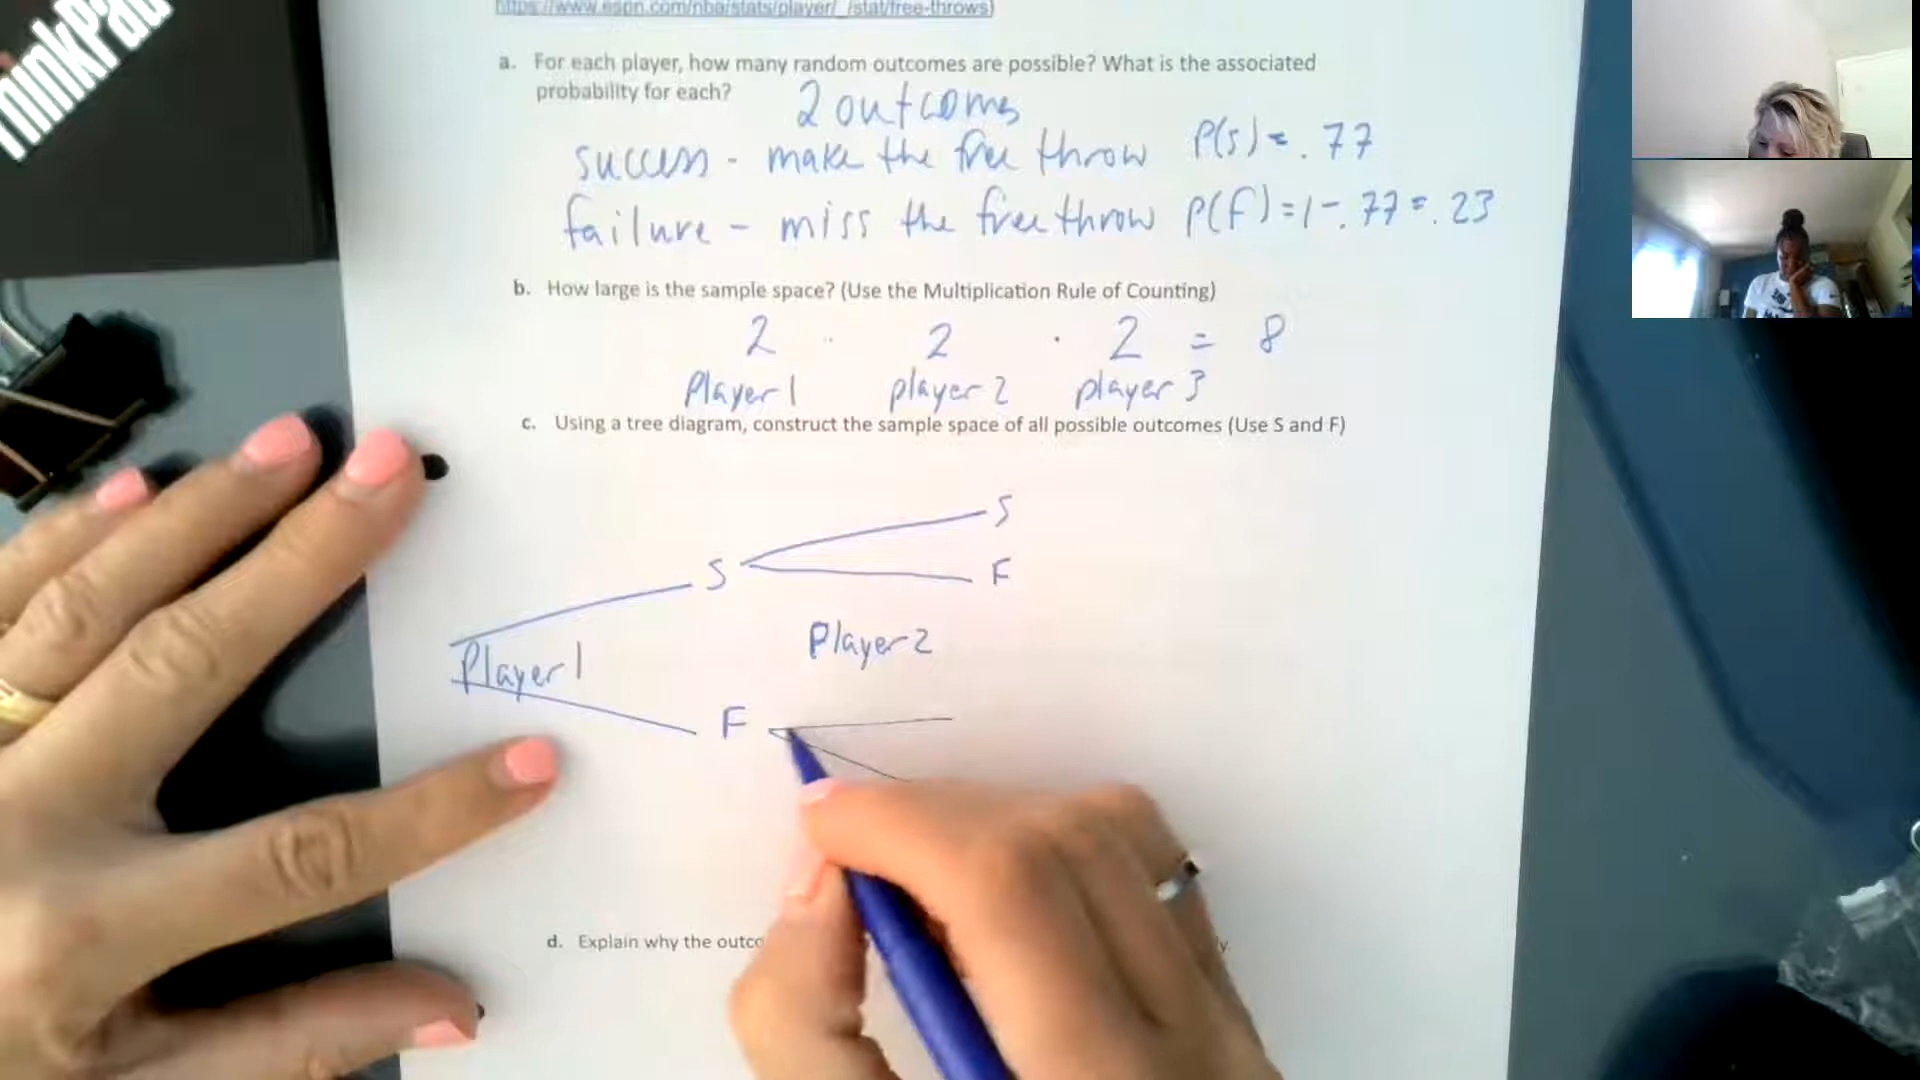 ThinkPad
https://www.espn.com/nba/stats/player/_/stat/free-throws)
a. For each player, how many random outcomes are possible? What is the associated
probability for each?
2 outcoms
success - make the free throw P(s) = .77
failure - miss the free throw P(F) = 1 - .77 = .23
b. How large is the sample space? (Use the Multiplication Rule of Counting)
2 · 2 · 2 = 8
Player 1 player 2 player 3
c. Using a tree diagram, construct the sample space of all possible outcomes (Use S and F)
S
S
F
Player 2
Player 1
F
d. Explain why the